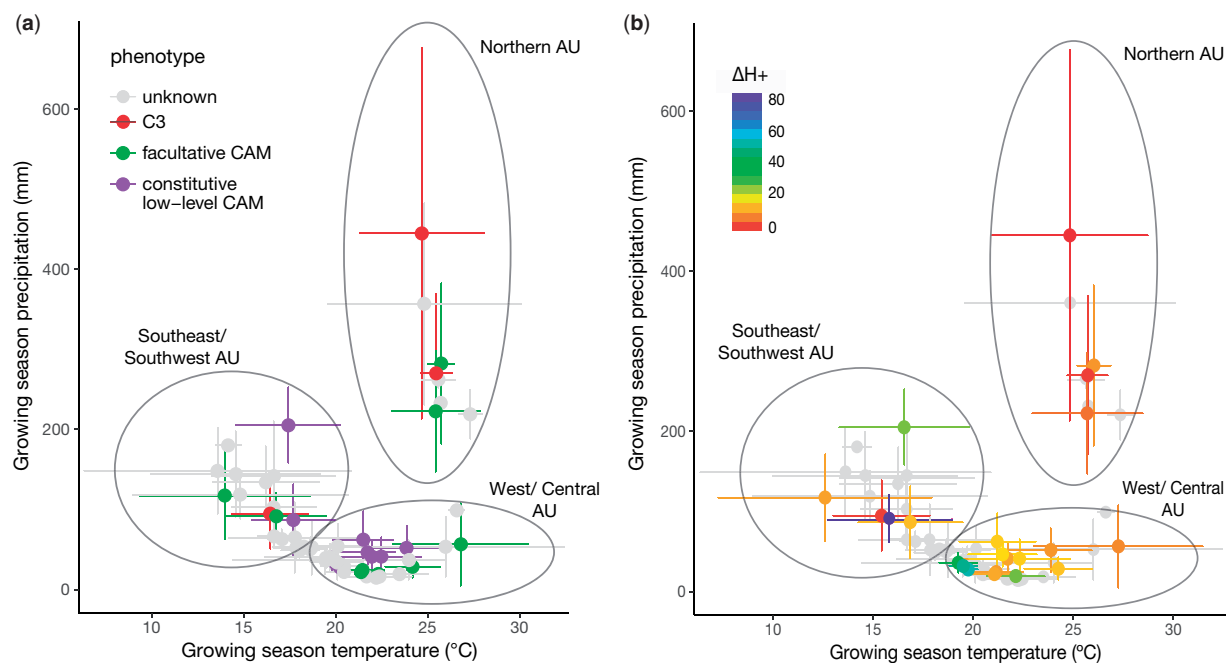 (a)
phenotype
unknown
C3
facultative CAM
constitutive
low–level CAM
Northern AU
Southeast/
Southwest AU
West/ Central
AU
Growing season precipitation (mm)
600
400
200
0
10
15
20
25
30
Growing season temperature (°C)
(b)
ΔH+
80
60
40
20
0
Northern AU
Southeast/
Southwest AU
West/ Central
AU
Growing season precipitation (mm)
600
400
200
0
10
15
20
25
30
Growing season temperature (ºC)